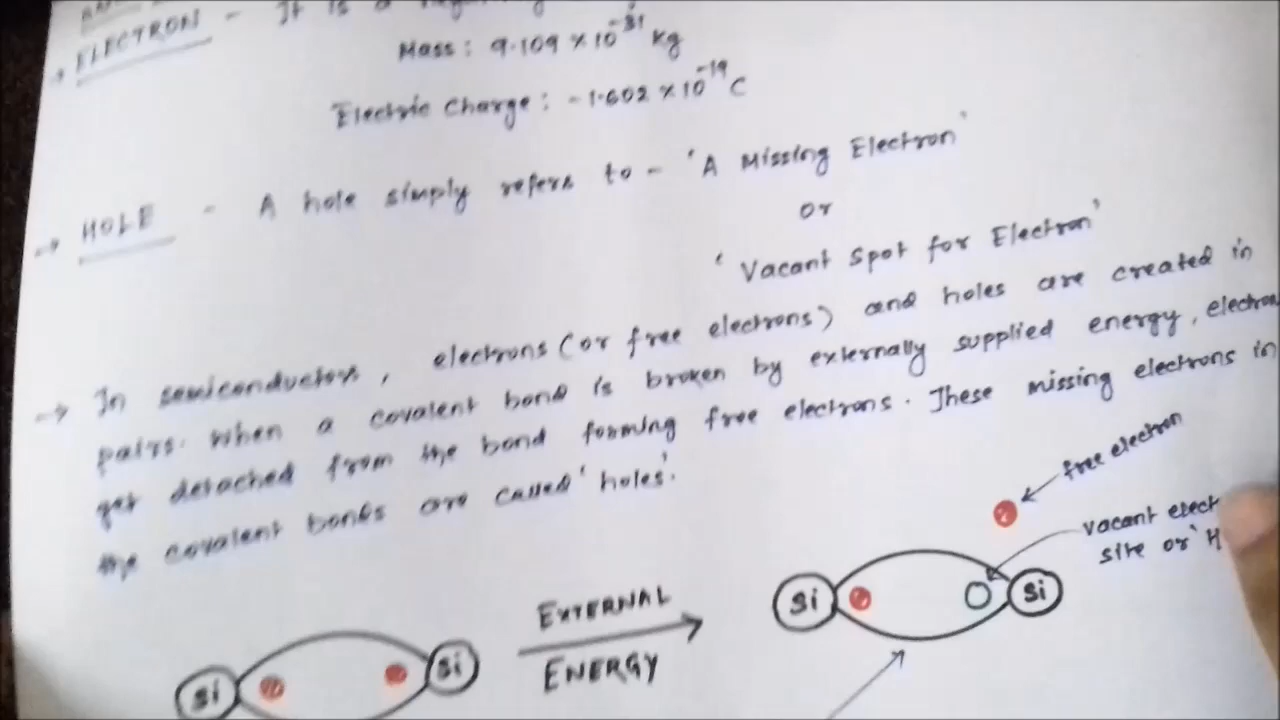 → ELECTRON - It is a
Mass : 9.109 × 10⁻³¹ kg
Electric Charge : -1.602 × 10⁻¹⁹ C
→ HOLE - A hole simply refers to - 'A Missing Electron'
or
'Vacant Spot for Electron'
→ In semiconductors, electrons (or free electrons) and holes are created in
pairs. When a covalent bond is broken by externally supplied energy, electron
get detached from the bond forming free electrons. These missing electrons in
the covalent bonds are called 'holes'.
free electron
vacant elect
site or 'H
EXTERNAL
ENERGY
Si Si
Si Si